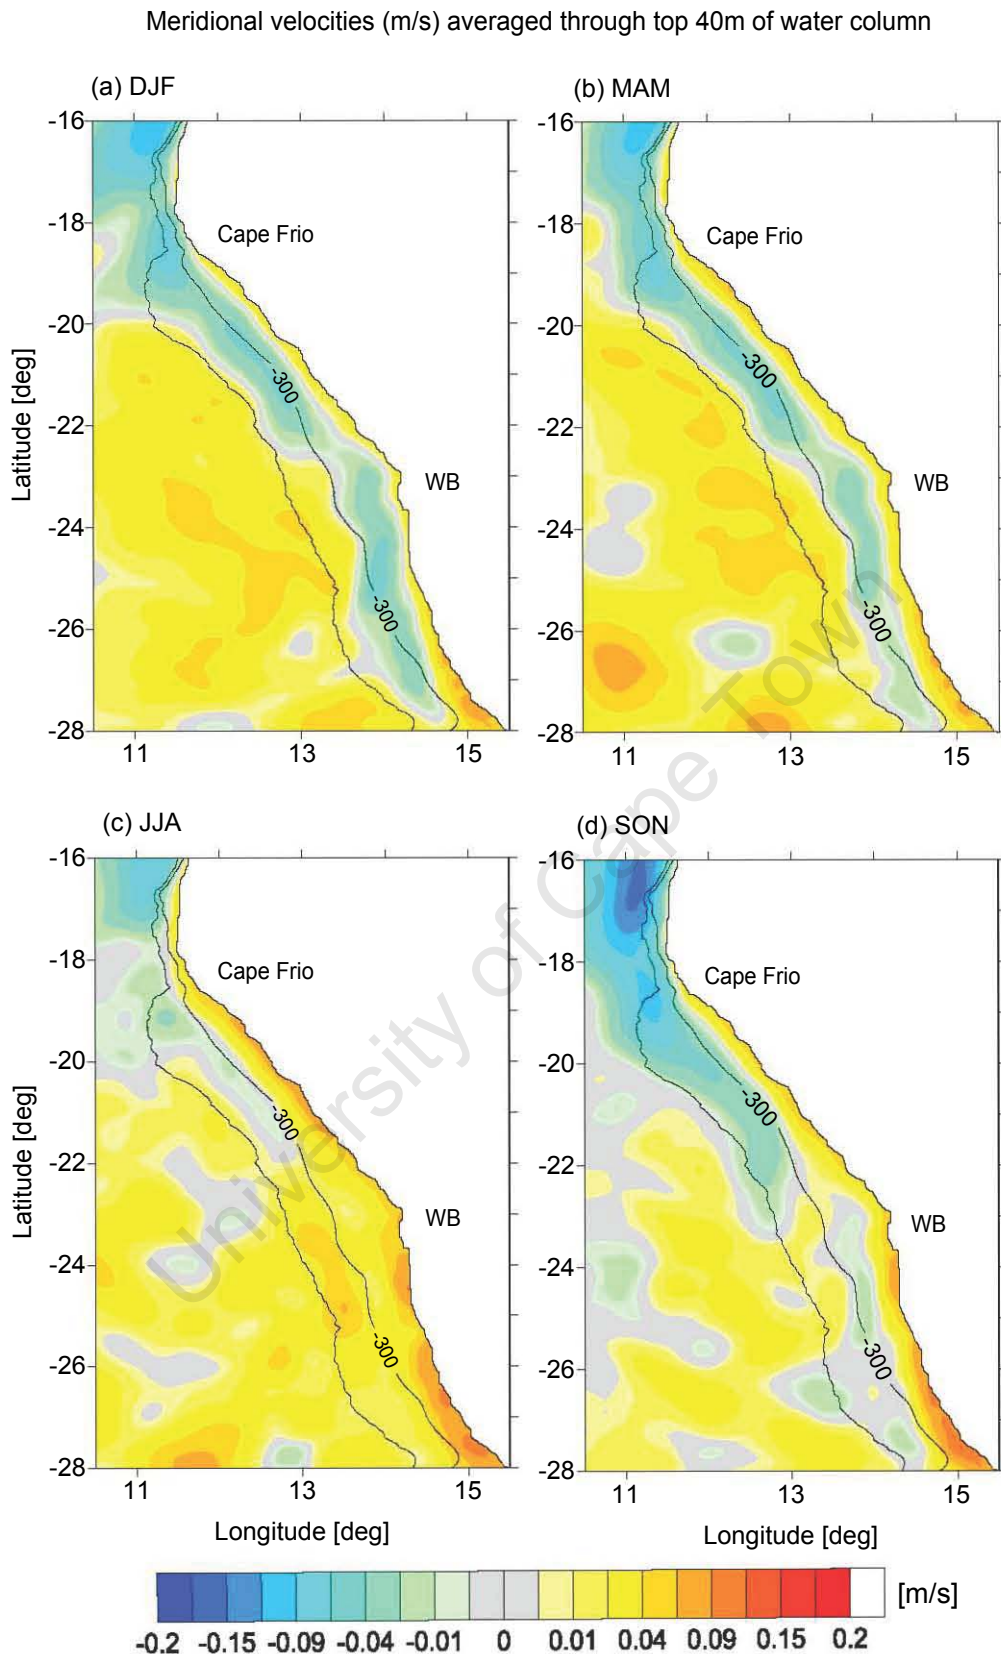 Meridional velocities (m/s) averaged through top 40m of water column
(a) DJF
(b) MAM
-16
-18
-20
-22
-24
-26
-28
Latitude [deg]
Cape Frio
-300
WB
-300
11
13
15
-16
-18
-20
-22
-24
-26
-28
Cape Frio
-300
WB
-300
11
13
15
(c) JJA
(d) SON
-16
-18
-20
-22
-24
-26
-28
Latitude [deg]
Cape Frio
-300
WB
-300
11
13
15
Longitude [deg]
-16
-18
-20
-22
-24
-26
-28
Cape Frio
-300
WB
-300
11
13
15
Longitude [deg]
University of Cape Town
[m/s]
-0.2 -0.15 -0.09 -0.04 -0.01 0 0.01 0.04 0.09 0.15 0.2